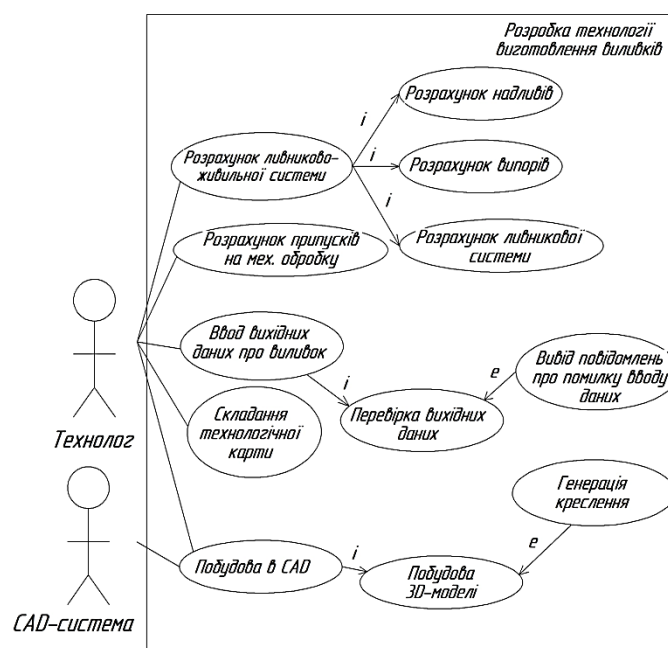 Розробка технології
виготовлення виливків
Розрахунок надливів
і
Розрахунок ливниково-
живильної системи
і
Розрахунок випорів
і
Розрахунок ливникової
системи
Розрахунок припусків
на мех. обробку
Ввод вихідних
даних про виливок
і
Перевірка вихідних
даних
е
Вивід повідомлень
про помилку вводу
даних
Складання
технологічної
карти
Технолог
Генерація
креслення
е
Побудова в CAD
і
Побудова
3D-моделі
CAD-система